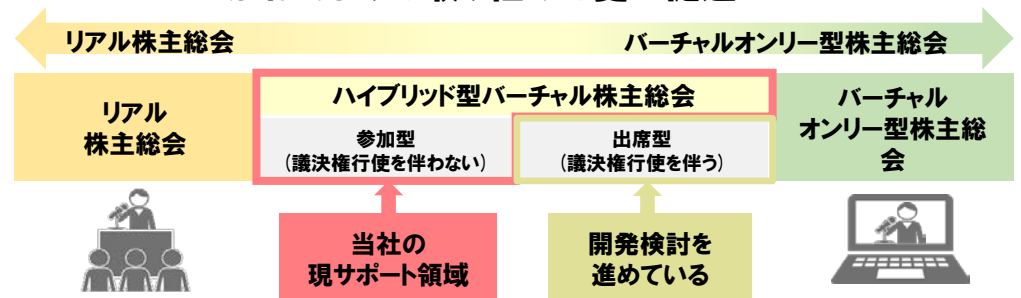 リアル株主総会
バーチャルオンリー型株主総会
リアル
株主総会
ハイブリッド型バーチャル株主総会
参加型
（議決権行使を伴わない）
出席型
（議決権行使を伴う）
バーチャル
オンリー型株主総
会
当社の
現サポート領域
開発検討を
進めている